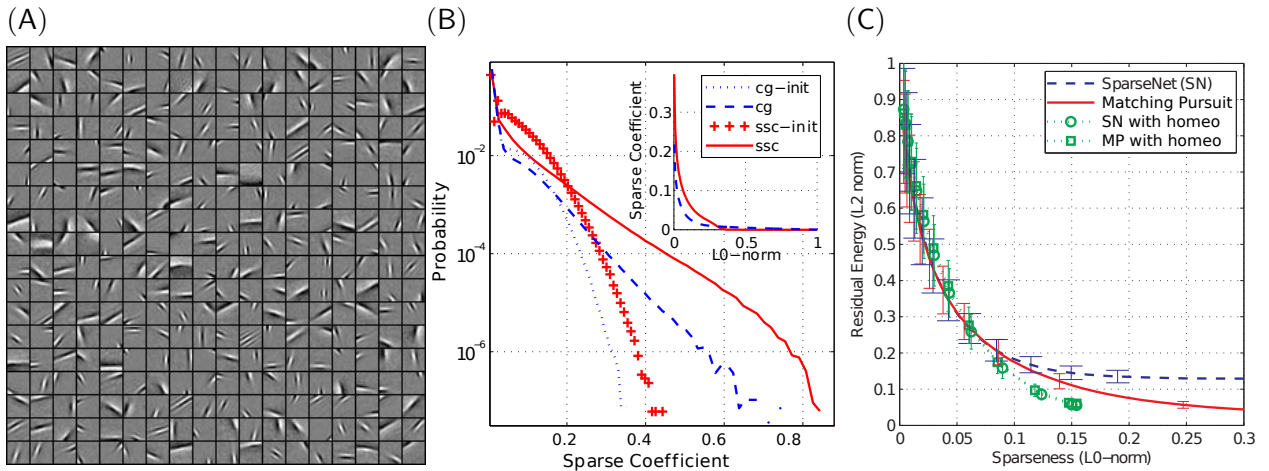 (A)
(B)
Probability
10−2
10−4
10−6
0.2
0.4
0.6
0.8
Sparse Coefficient
cg−init
cg
ssc−init
ssc
Sparse Coefficient
0.3
0.2
0.1
0
0
1
L0−norm
(C)
Residual Energy (L2 norm)
1
0.9
0.8
0.7
0.6
0.5
0.4
0.3
0.2
0.1
0
0
0.05
0.1
0.15
0.2
0.25
0.3
Sparseness (L0−norm)
SparseNet (SN)
Matching Pursuit
SN with homeo
MP with homeo